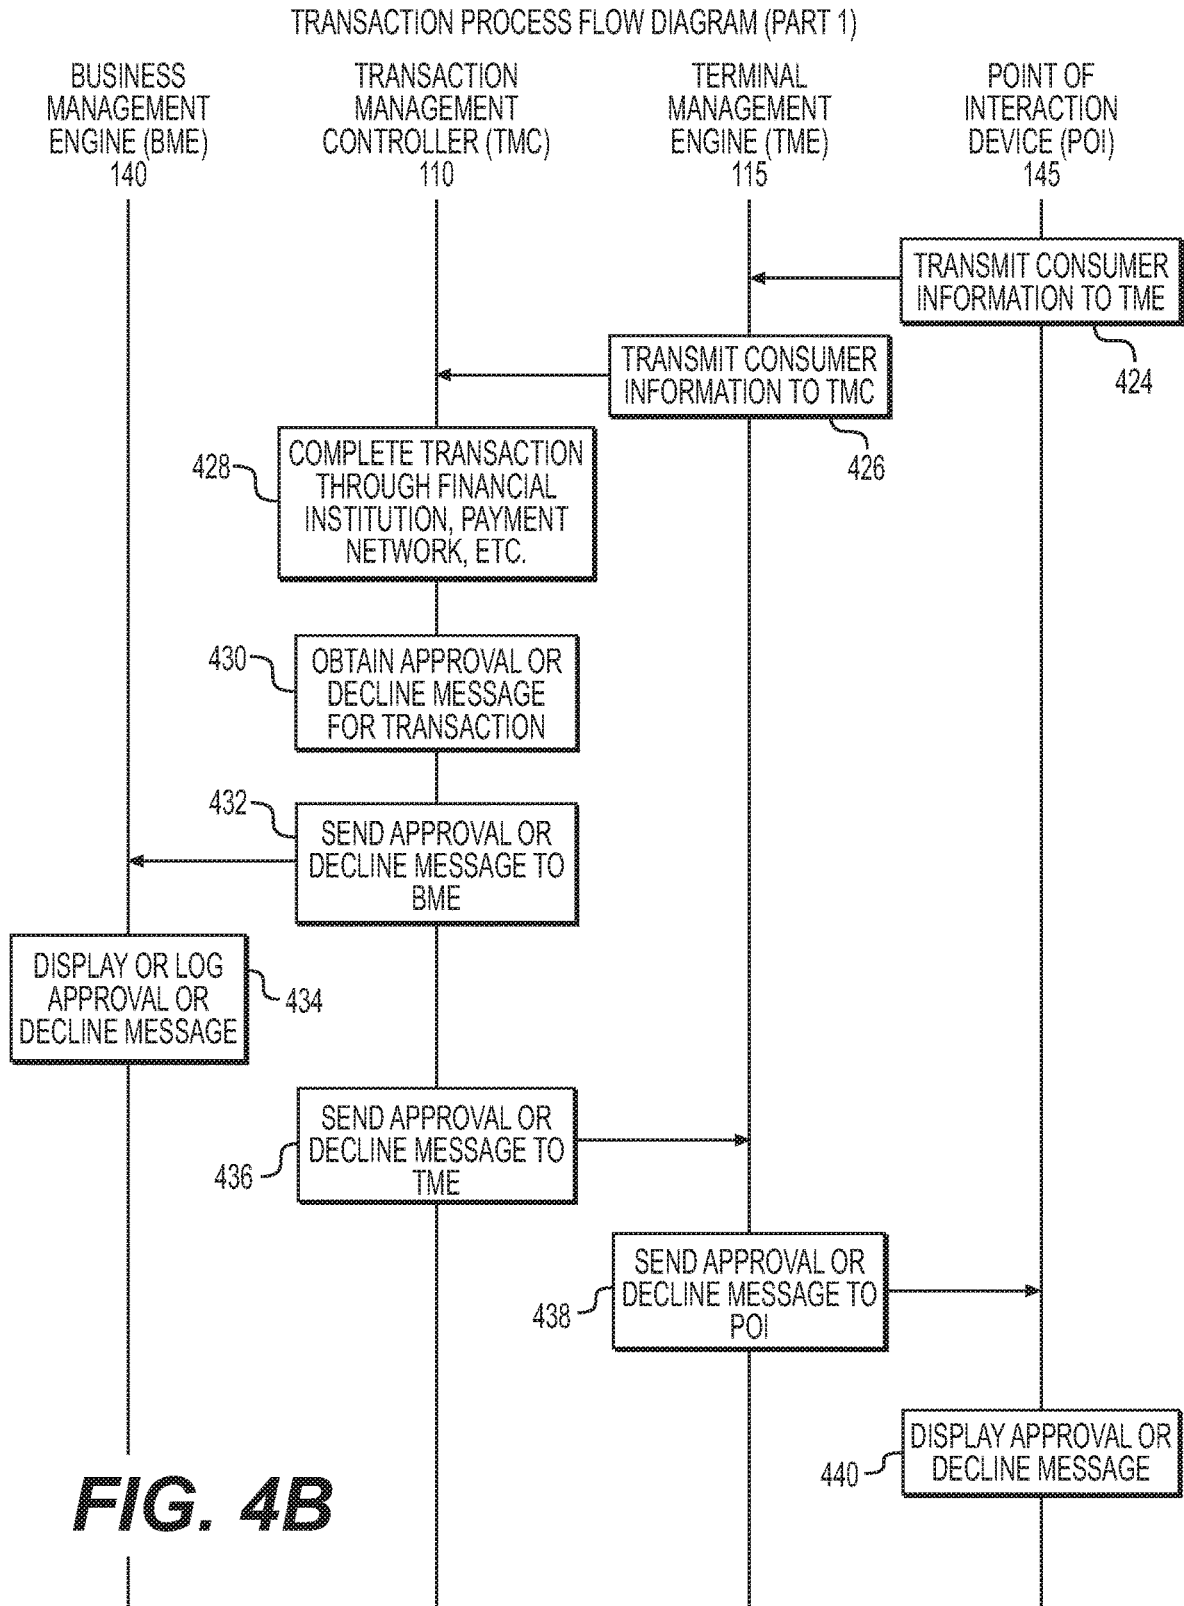 TRANSACTION PROCESS FLOW DIAGRAM (PART 1)
BUSINESS
MANAGEMENT
ENGINE (BME)
140
TRANSACTION
MANAGEMENT
CONTROLLER (TMC)
110
TERMINAL
MANAGEMENT
ENGINE (TME)
115
POINT OF
INTERACTION
DEVICE (POI)
145
TRANSMIT CONSUMER
INFORMATION TO TME
424
TRANSMIT CONSUMER
INFORMATION TO TMC
426
428
COMPLETE TRANSACTION
THROUGH FINANCIAL
INSTITUTION, PAYMENT
NETWORK, ETC.
430
OBTAIN APPROVAL OR
DECLINE MESSAGE
FOR TRANSACTION
432
SEND APPROVAL OR
DECLINE MESSAGE TO
BME
DISPLAY OR LOG
APPROVAL OR
DECLINE MESSAGE
434
SEND APPROVAL OR
DECLINE MESSAGE TO
TME
436
SEND APPROVAL OR
DECLINE MESSAGE TO
POI
438
DISPLAY APPROVAL OR
DECLINE MESSAGE
440
FIG. 4B